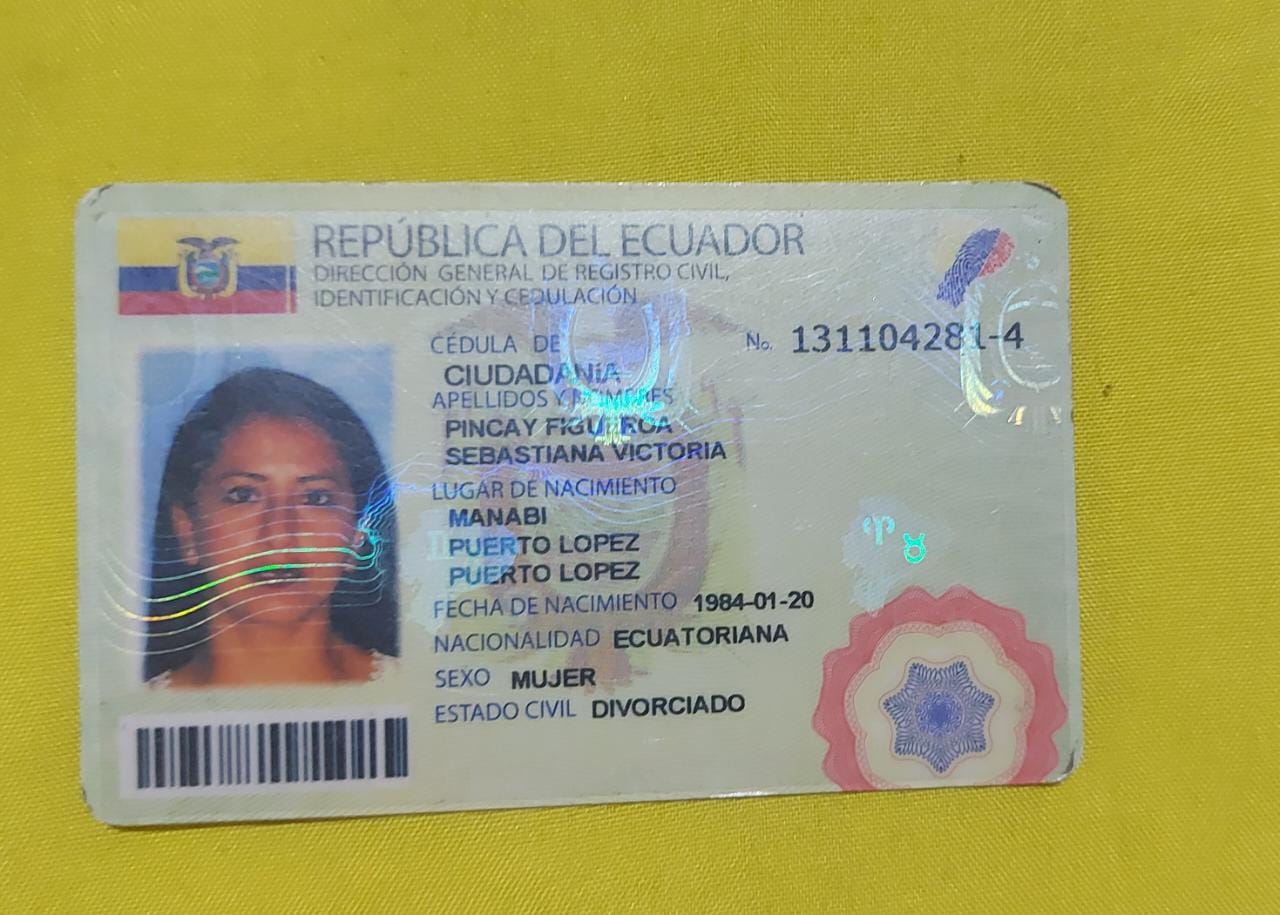 REPÚBLICA DEL ECUADOR
DIRECCIÓN GENERAL DE REGISTRO CIVIL,
IDENTIFICACIÓN Y CEDULACIÓN
CÉDULA DE No. 131104281-4
CIUDADANÍA
APELLIDOS Y NOMBRES
PINCAY FIGUEROA
SEBASTIANA VICTORIA
LUGAR DE NACIMIENTO
MANABI
PUERTO LOPEZ
PUERTO LOPEZ
FECHA DE NACIMIENTO 1984-01-20
NACIONALIDAD ECUATORIANA
SEXO MUJER
ESTADO CIVIL DIVORCIADO